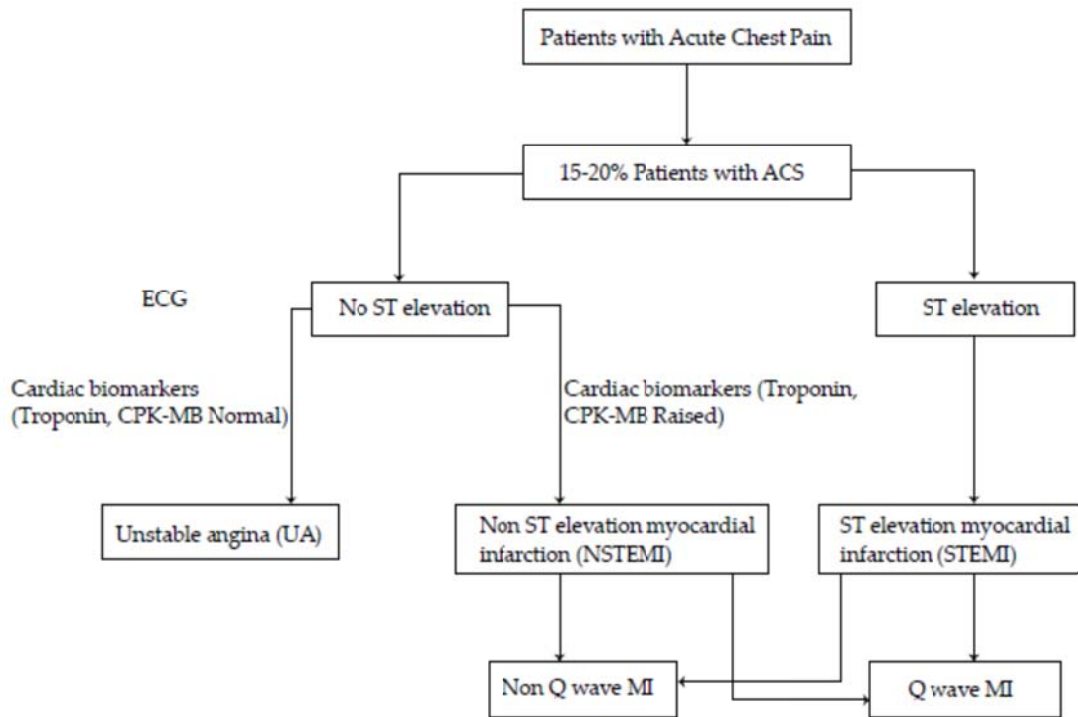 Patients with Acute Chest Pain
15-20% Patients with ACS
ECG
No ST elevation
ST elevation
Cardiac biomarkers
(Troponin, CPK-MB Normal)
Cardiac biomarkers (Troponin,
CPK-MB Raised)
Unstable angina (UA)
Non ST elevation myocardial
infarction (NSTEMI)
ST elevation myocardial
infarction (STEMI)
Non Q wave MI
Q wave MI